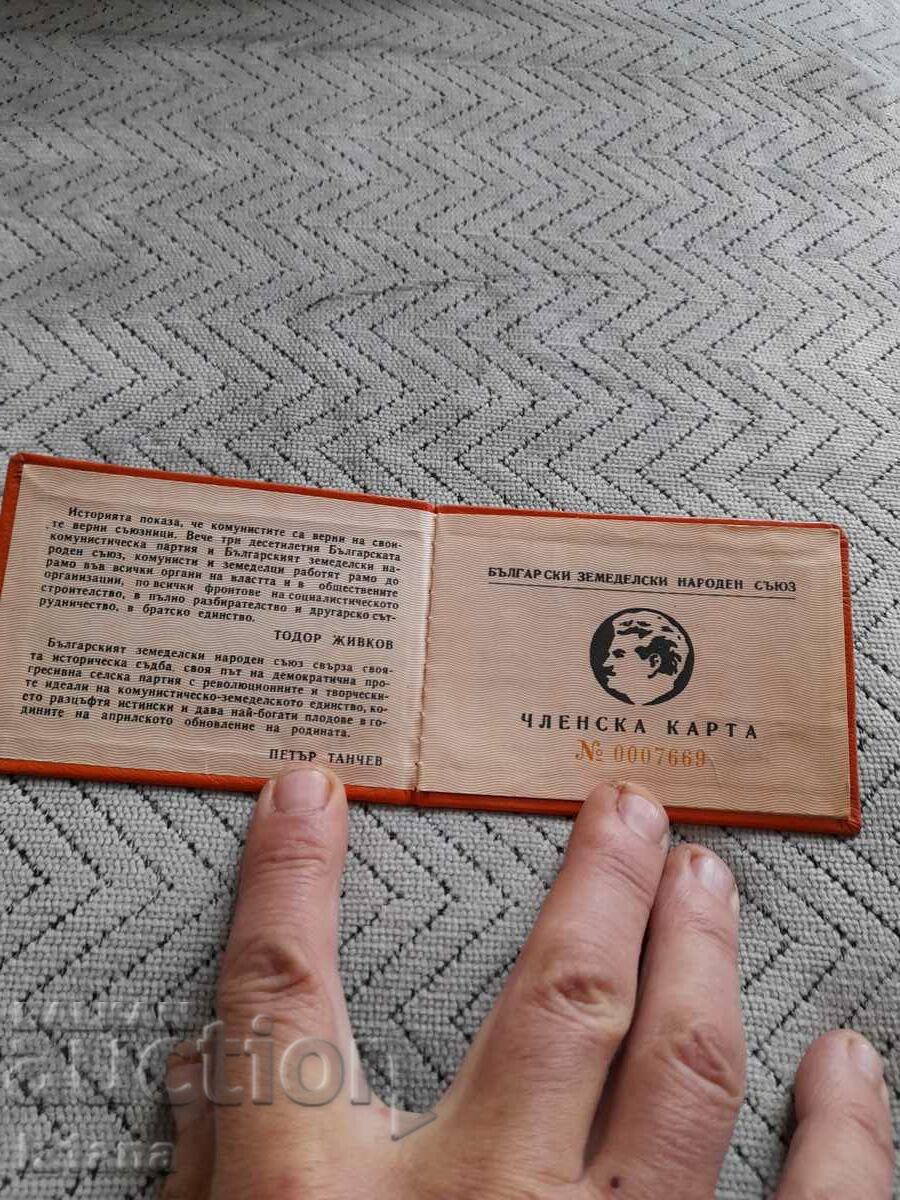 Историята показа, че комунистите са верни на свои-
те верни съюзници. Вече три десетилетия Българската
комунистическа партия и Българският земеделски на-
роден съюз, комунисти и земеделци работят рамо до
рамо във всички органи на властта и в обществените
организации, по всички фронтове на социалистическото
строителство, в пълно разбирателство и другарско сът-
рудничество, в братско единство.
ТОДОР ЖИВКОВ
Българският земеделски народен съюз свърза своя-
та историческа съдба, своя път на демократична про-
гресивна селска партия с революционните и творчески-
те идеали на комунистическо-земеделското единство, ко-
ето разцъфтя истински и дава най-богати плодове в го-
дините на априлското обновление на родината.
ПЕТЪР ТАНЧЕВ
БЪЛГАРСКИ ЗЕМЕДЕЛСКИ НАРОДЕН СЪЮЗ
ЧЛЕНСКА КАРТА
№ 0007669
auction